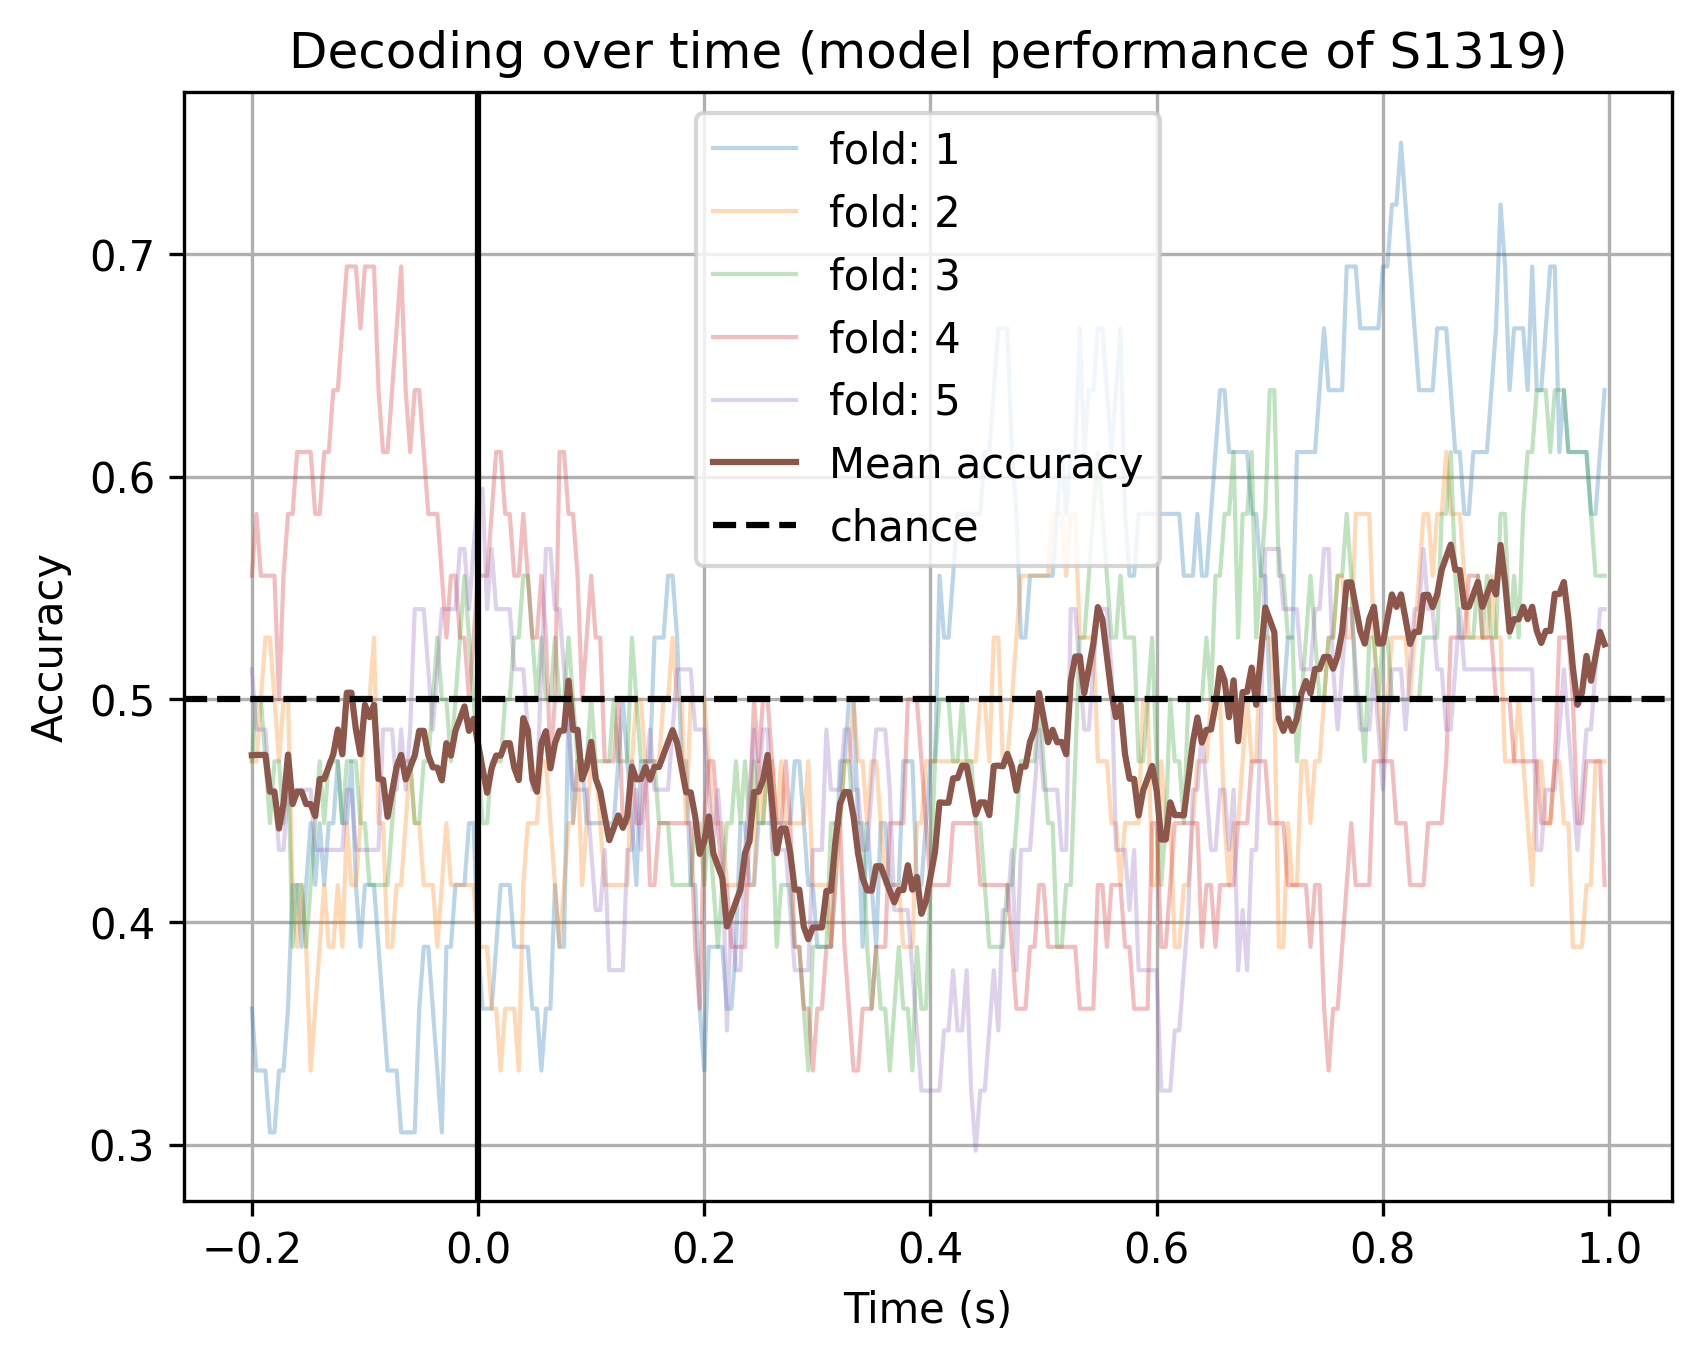 Decoding over time (model performance of S1319)
fold: 1
fold: 2
fold: 3
fold: 4
fold: 5
Mean accuracy
chance
Accuracy
0.7
0.6
0.5
0.4
0.3
−0.2 0.0 0.2 0.4 0.6 0.8 1.0
Time (s)